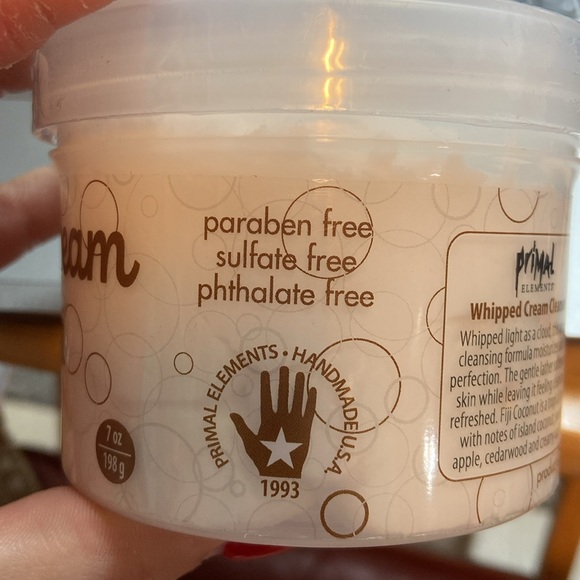 eam
7 oz
198 g
paraben free
sulfate free
phthalate free
PRIMAL ELEMENTS • HANDMADE U.S.A.
1993
primal
ELEMENTS
Whipped Cream
Whipped light as a cloud,
cleansing formula
perfection. The gentle lather
skin while leaving it feeling
refreshed. Fiji Coconut is a
with notes of island coconut,
apple, cedarwood and creamy